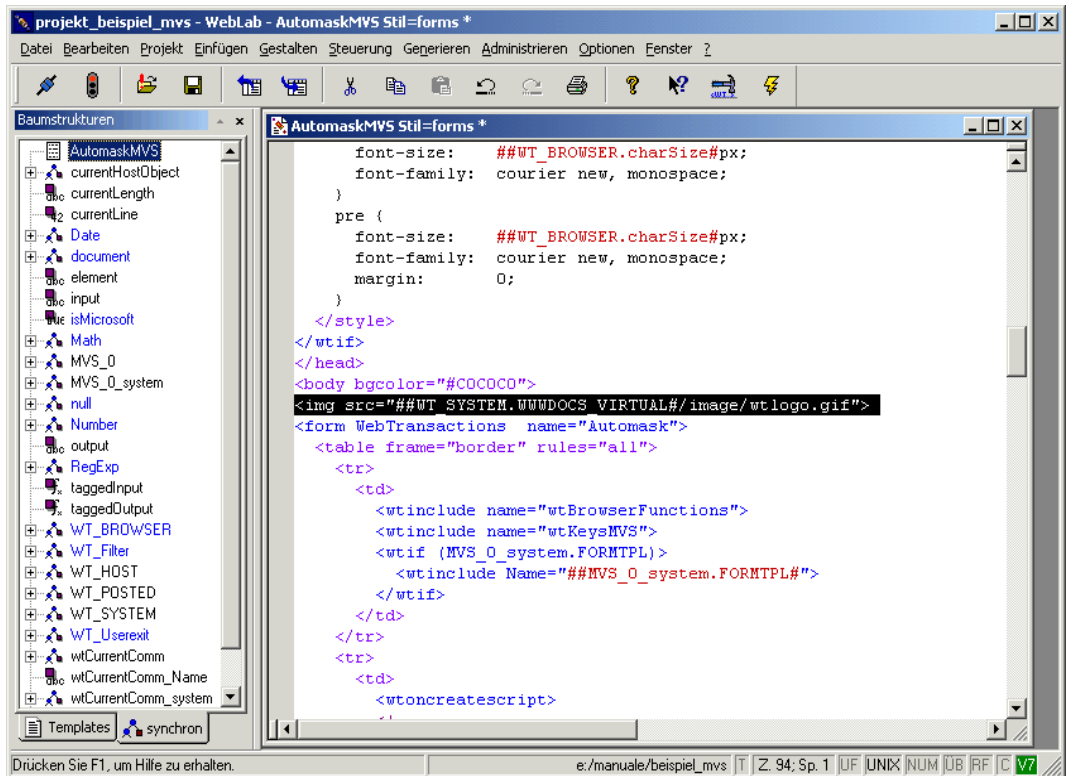 projekt_beispiel_mvs - WebLab - AutomaskMVS Stil=forms *
Datei Bearbeiten Projekt Einfügen Gestalten Steuerung Generieren Administrieren Optionen Fenster ?
Baumstrukturen
AutomaskMVS
currentHostObject
currentLength
currentLine
Date
document
element
input
isMicrosoft
Math
MVS_0
MVS_0_system
null
Number
output
RegExp
taggedInput
taggedOutput
WT_BROWSER
WT_Filter
WT_HOST
WT_POSTED
WT_SYSTEM
WT_Userexit
wtCurrentComm
wtCurrentComm_Name
wtCurrentComm_system
Templates synchron
AutomaskMVS Stil=forms *
font-size: ##WT_BROWSER.charSize#px;
font-family: courier new, monospace;
}
pre {
font-size: ##WT_BROWSER.charSize#px;
font-family: courier new, monospace;
margin: 0;
}
</style>
</wtif>
</head>
<body bgcolor="#C0C0C0">
<img src="##WT_SYSTEM.WWWDOCS_VIRTUAL#/image/wtlogo.gif">
<form WebTransactions name="Automask">
<table frame="border" rules="all">
<tr>
<td>
<wtinclude name="wtBrowserFunctions">
<wtinclude name="wtKeysMVS">
<wtif (MVS_0_system.FORMTPL)>
<wtinclude Name="##MVS_0_system.FORMTPL#">
</wtif>
</td>
</tr>
<tr>
<td>
<wtoncreatescript>
Drücken Sie F1, um Hilfe zu erhalten. e:/manuale/beispiel_mvs T Z. 94; Sp. 1 UF UNIX NUM ÜB RF C V7